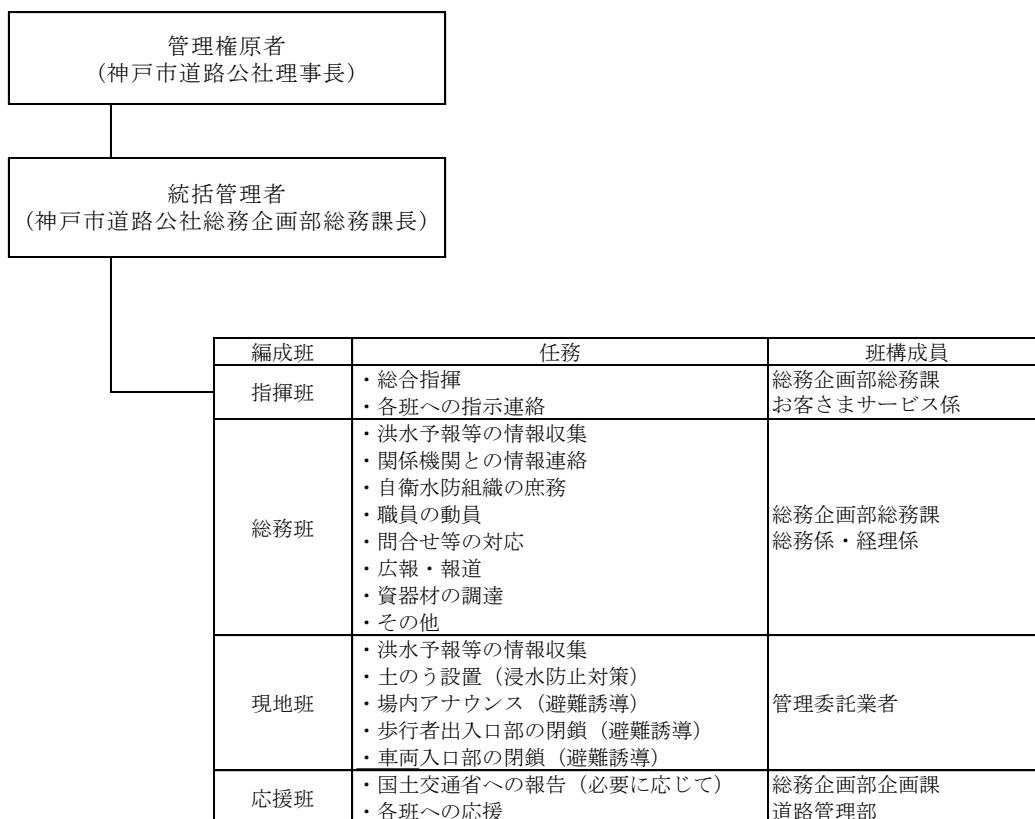 管理権原者
（神戸市道路公社理事長）
統括管理者
（神戸市道路公社総務企画部総務課長）
編成班 任務 班構成員
指揮班
・総合指揮
・各班への指示連絡
総務企画部総務課
お客さまサービス係
総務班
・洪水予報等の情報収集
・関係機関との情報連絡
・自衛水防組織の庶務
・職員の動員
・問合せ等の対応
・広報・報道
・資器材の調達
・その他
総務企画部総務課
総務係・経理係
現地班
・洪水予報等の情報収集
・土のう設置（浸水防止対策）
・場内アナウンス（避難誘導）
・歩行者出入口部の閉鎖（避難誘導）
・車両入口部の閉鎖（避難誘導）
管理委託業者
応援班
・国土交通省への報告（必要に応じて）
・各班への応援
総務企画部企画課
道路管理部